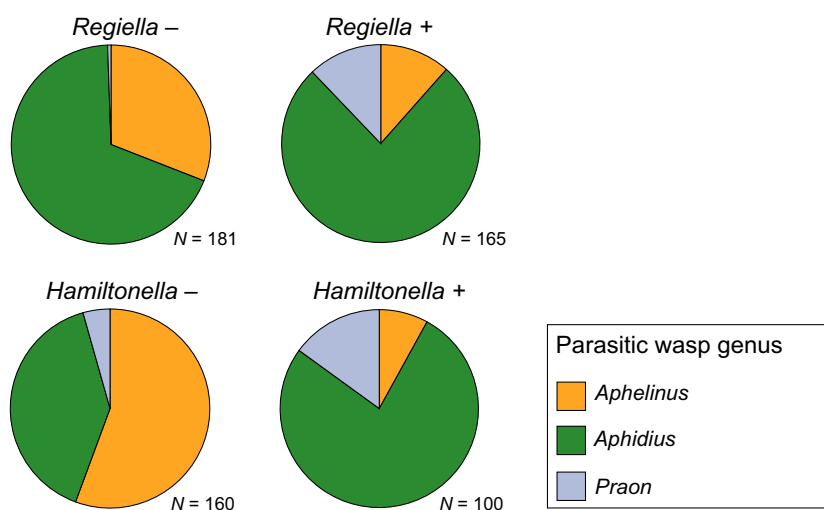 Regiella –
Regiella +
N = 181
N = 165
Hamiltonella –
Hamiltonella +
N = 160
N = 100
Parasitic wasp genus
Aphelinus
Aphidius
Praon